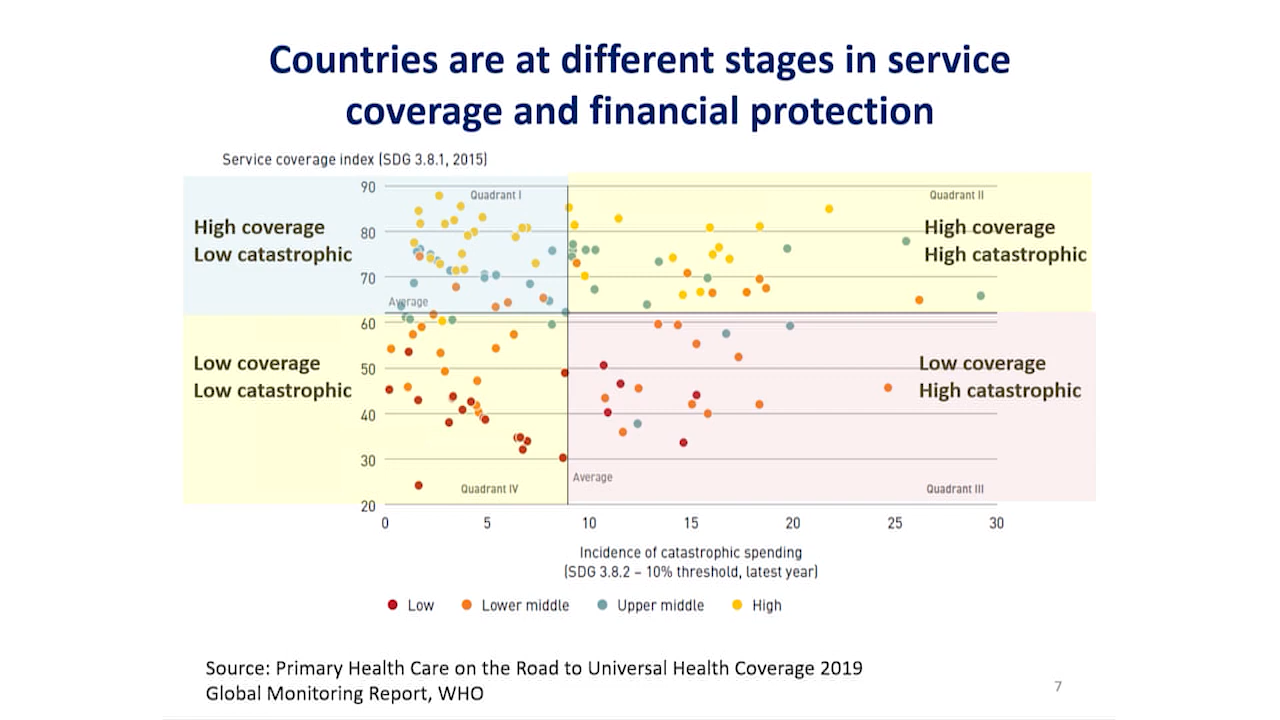 Countries are at different stages in service
coverage and financial protection
Service coverage index (SDG 3.8.1, 2015)
90
Quadrant I
Quadrant II
High coverage
Low catastrophic
80
High coverage
High catastrophic
70
Average
60
Low coverage
Low catastrophic
50
Low coverage
High catastrophic
40
30
Average
Quadrant IV
Quadrant III
20
0 5 10 15 20 25 30
Incidence of catastrophic spending
(SDG 3.8.2 – 10% threshold, latest year)
Low Lower middle Upper middle High
Source: Primary Health Care on the Road to Universal Health Coverage 2019
Global Monitoring Report, WHO
7